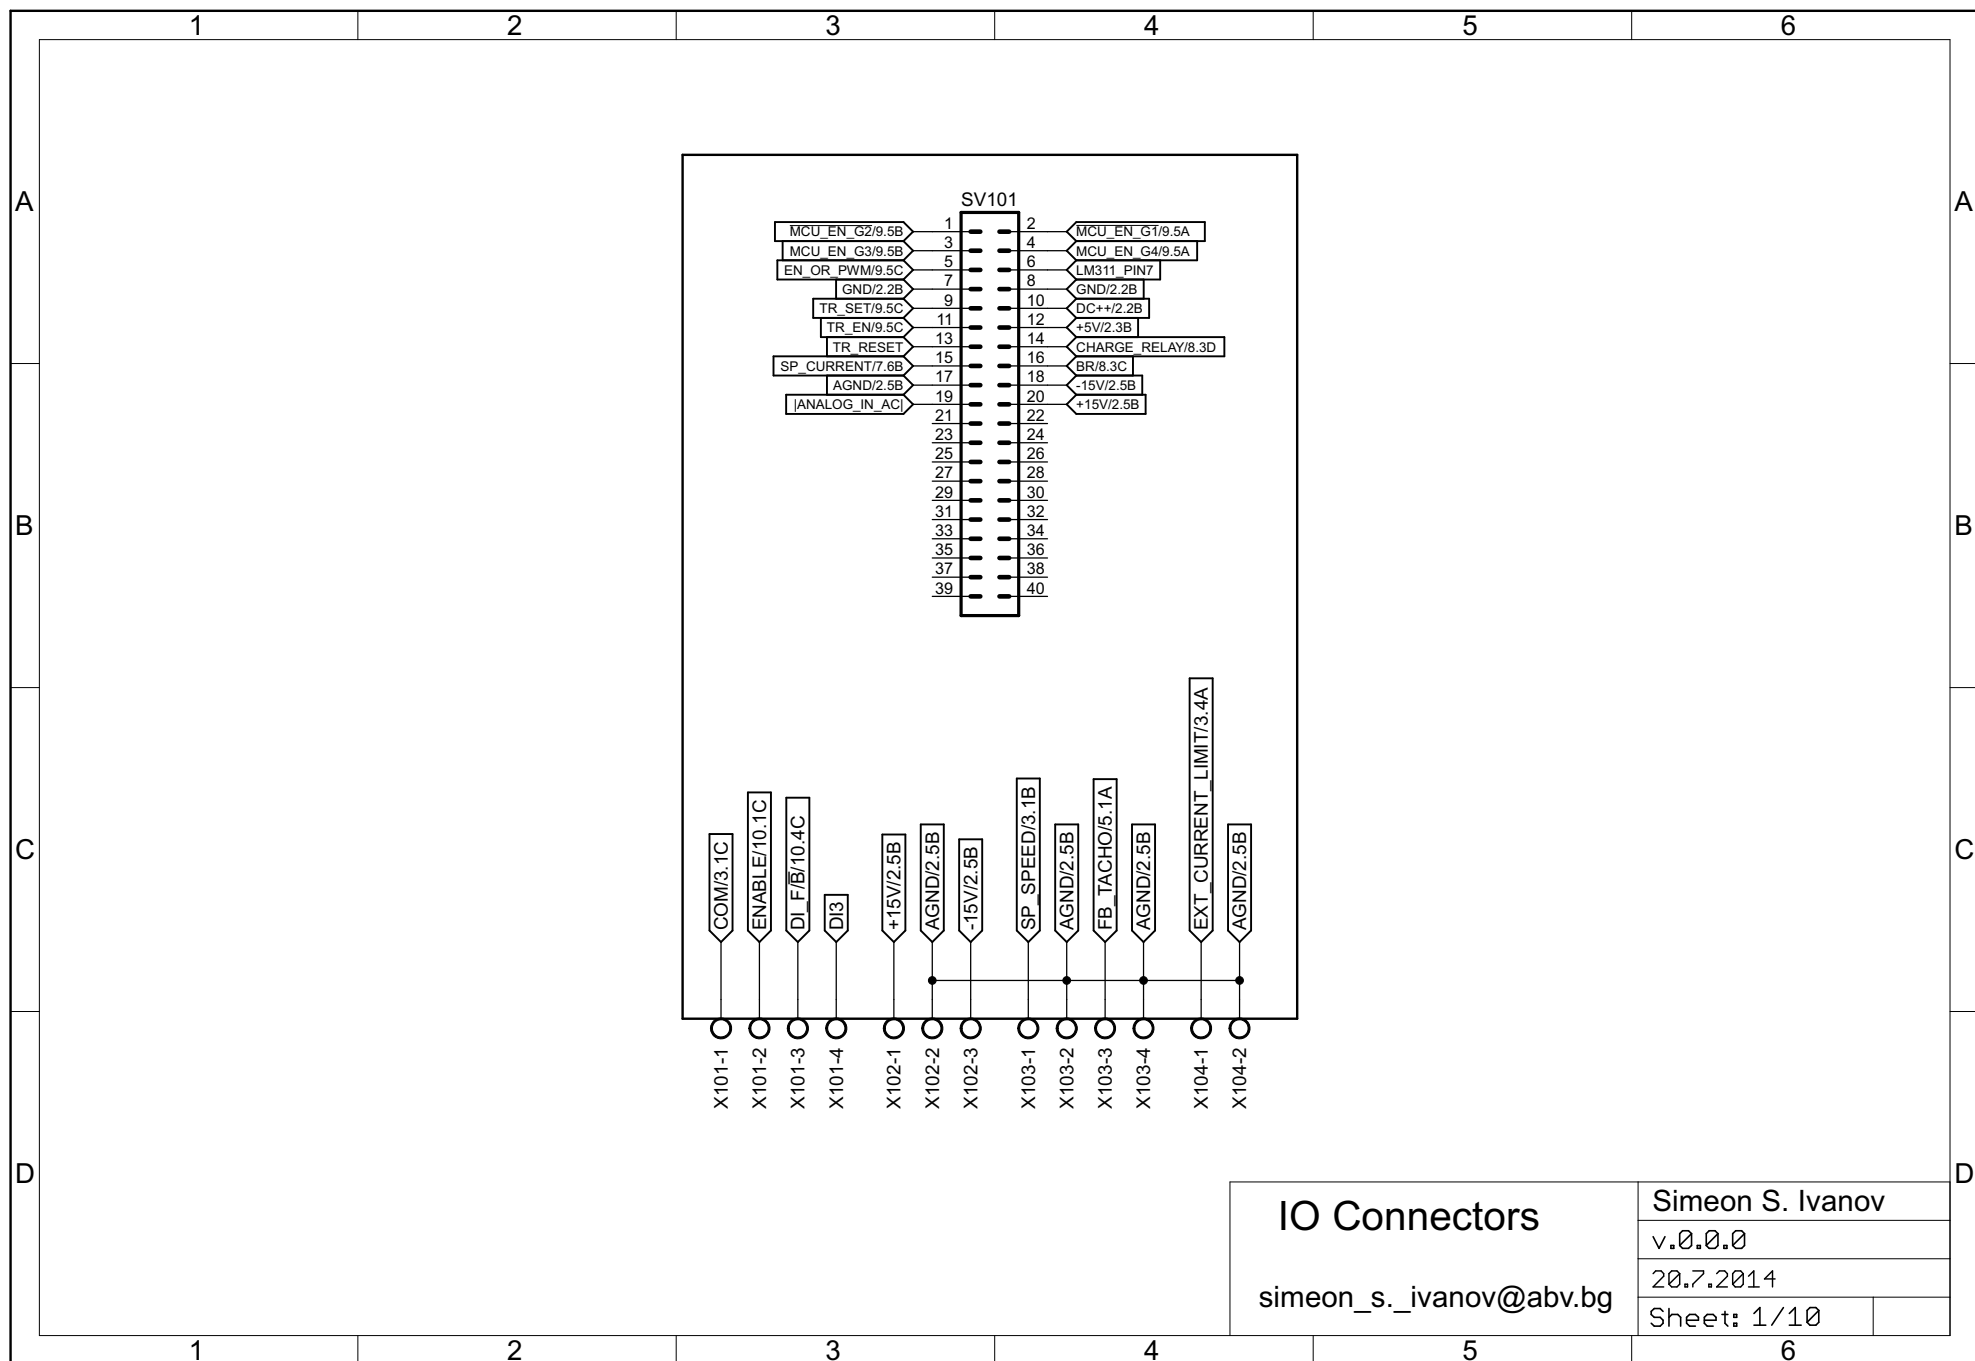 1 2 3 4 5 6
A A
SV101
MCU_EN_G2/9.5B 1 2 MCU_EN_G1/9.5A
MCU_EN_G3/9.5B 3 4 MCU_EN_G4/9.5A
EN_OR_PWM/9.5C 5 6 LM311_PIN7
GND/2.2B 7 8 GND/2.2B
TR_SET/9.5C 9 10 DC++/2.2B
TR_EN/9.5C 11 12 +5V/2.3B
TR_RESET 13 14 CHARGE_RELAY/8.3D
SP_CURRENT/7.6B 15 16 BR/8.3C
AGND/2.5B 17 18 -15V/2.5B
|ANALOG_IN_AC| 19 20 +15V/2.5B
21 22
23 24
25 26
27 28
29 30
31 32
B B
33 34
35 36
37 38
39 40
C C
COM/3.1C
ENABLE/10.1C
DI_F/B̅/10.4C
DI3
+15V/2.5B
AGND/2.5B
-15V/2.5B
SP_SPEED/3.1B
AGND/2.5B
FB_TACHO/5.1A
AGND/2.5B
EXT_CURRENT_LIMIT/3.4A
AGND/2.5B
X101-1
X101-2
X101-3
X101-4
X102-1
X102-2
X102-3
X103-1
X103-2
X103-3
X103-4
X104-1
X104-2
D D
IO Connectors
simeon_s._ivanov@abv.bg
Simeon S. Ivanov
v.0.0.0
20.7.2014
Sheet: 1/10
1 2 3 4 5 6